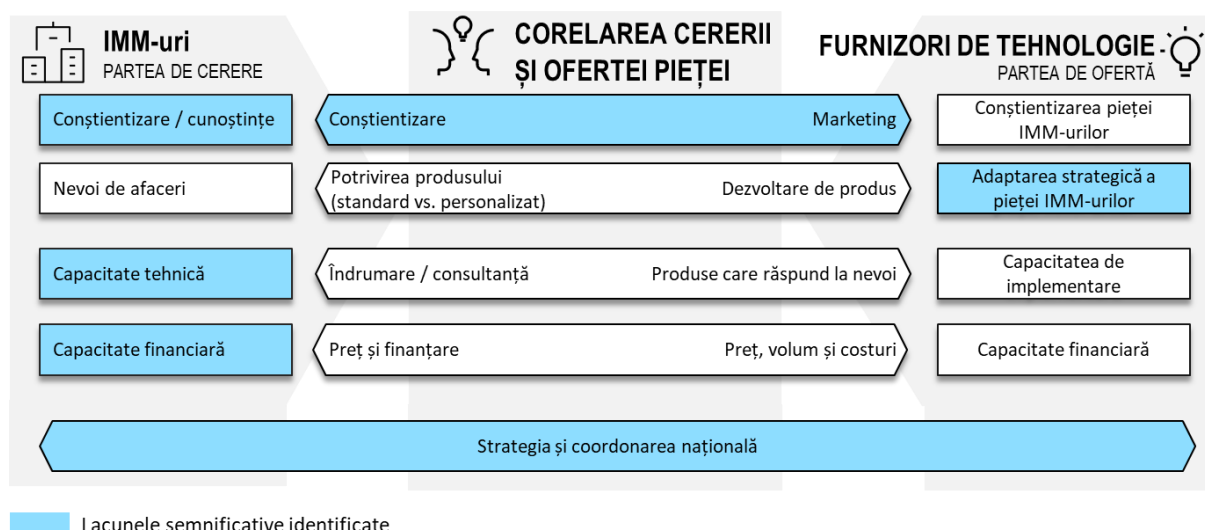 IMM-uri
PARTEA DE CERERE
CORELAREA CERERII
ȘI OFERTEI PIEȚEI
FURNIZORI DE TEHNOLOGIE
PARTEA DE OFERTĂ
Conștientizare / cunoștințe
Conștientizare
Marketing
Conștientizarea pieței
IMM-urilor
Nevoi de afaceri
Potrivirea produsului
(standard vs. personalizat)
Dezvoltare de produs
Adaptarea strategică a
pieței IMM-urilor
Capacitate tehnică
Îndrumare / consultanță
Produse care răspund la nevoi
Capacitatea de
implementare
Capacitate financiară
Preț și finanțare
Preț, volum și costuri
Capacitate financiară
Strategia și coordonarea națională
Lacunele semnificative identificate